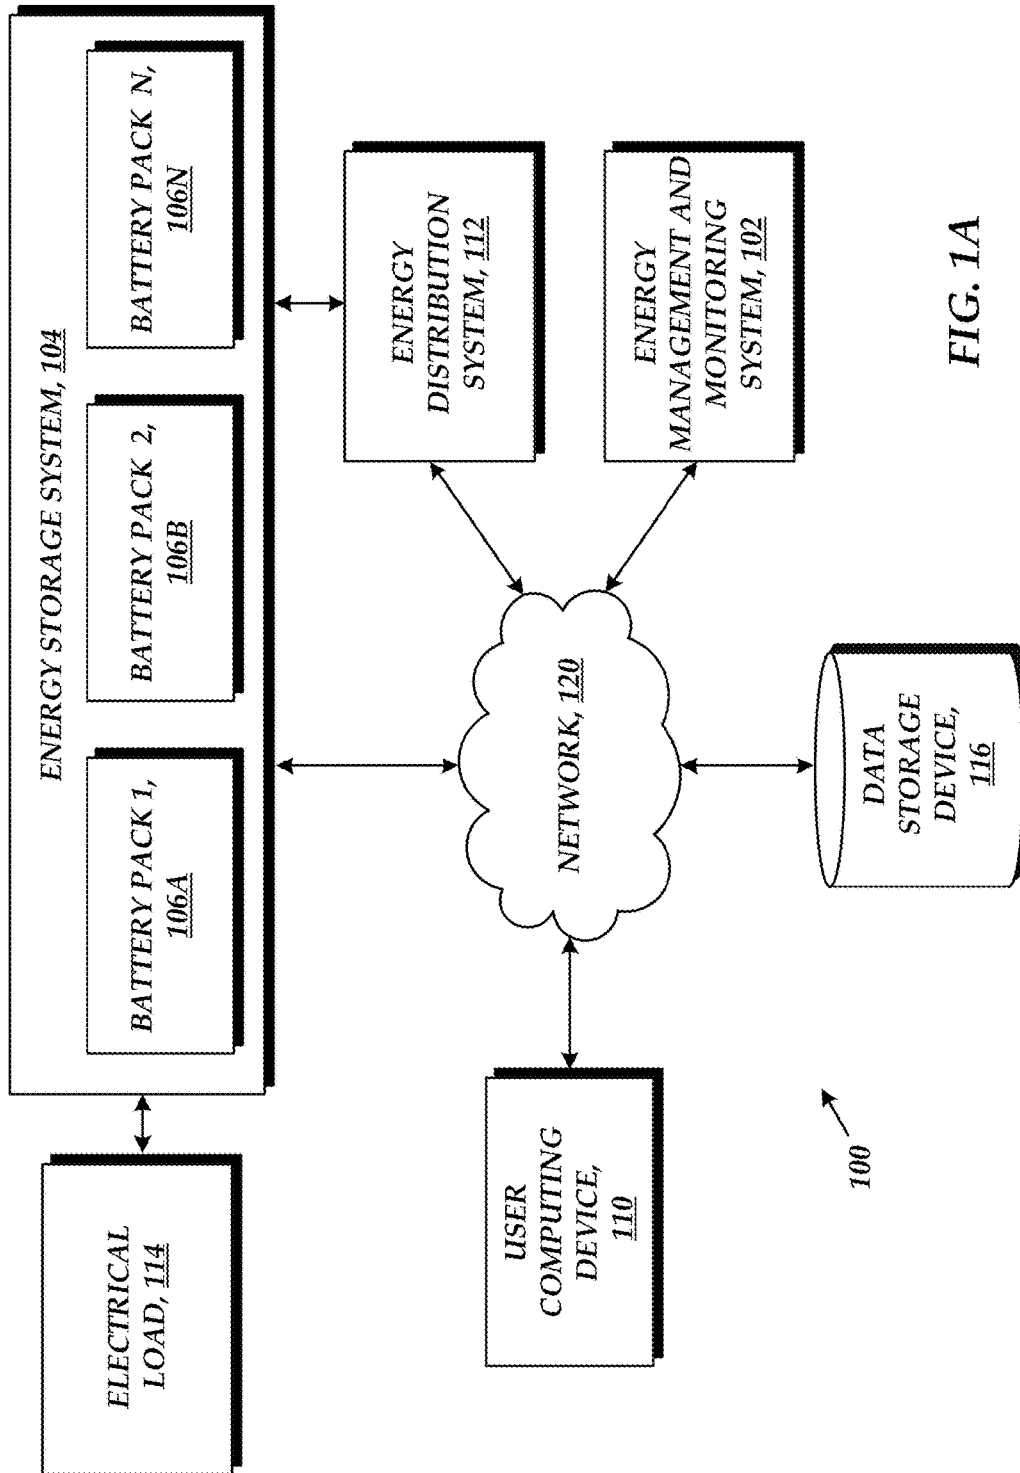 ENERGY STORAGE SYSTEM, 104
ELECTRICAL
LOAD, 114
BATTERY PACK 1,
106A
BATTERY PACK 2,
106B
BATTERY PACK N,
106N
USER
COMPUTING
DEVICE,
110
NETWORK, 120
ENERGY
DISTRIBUTION
SYSTEM, 112
ENERGY
MANAGEMENT AND
MONITORING
SYSTEM, 102
DATA
STORAGE
DEVICE,
116
100
FIG. 1A